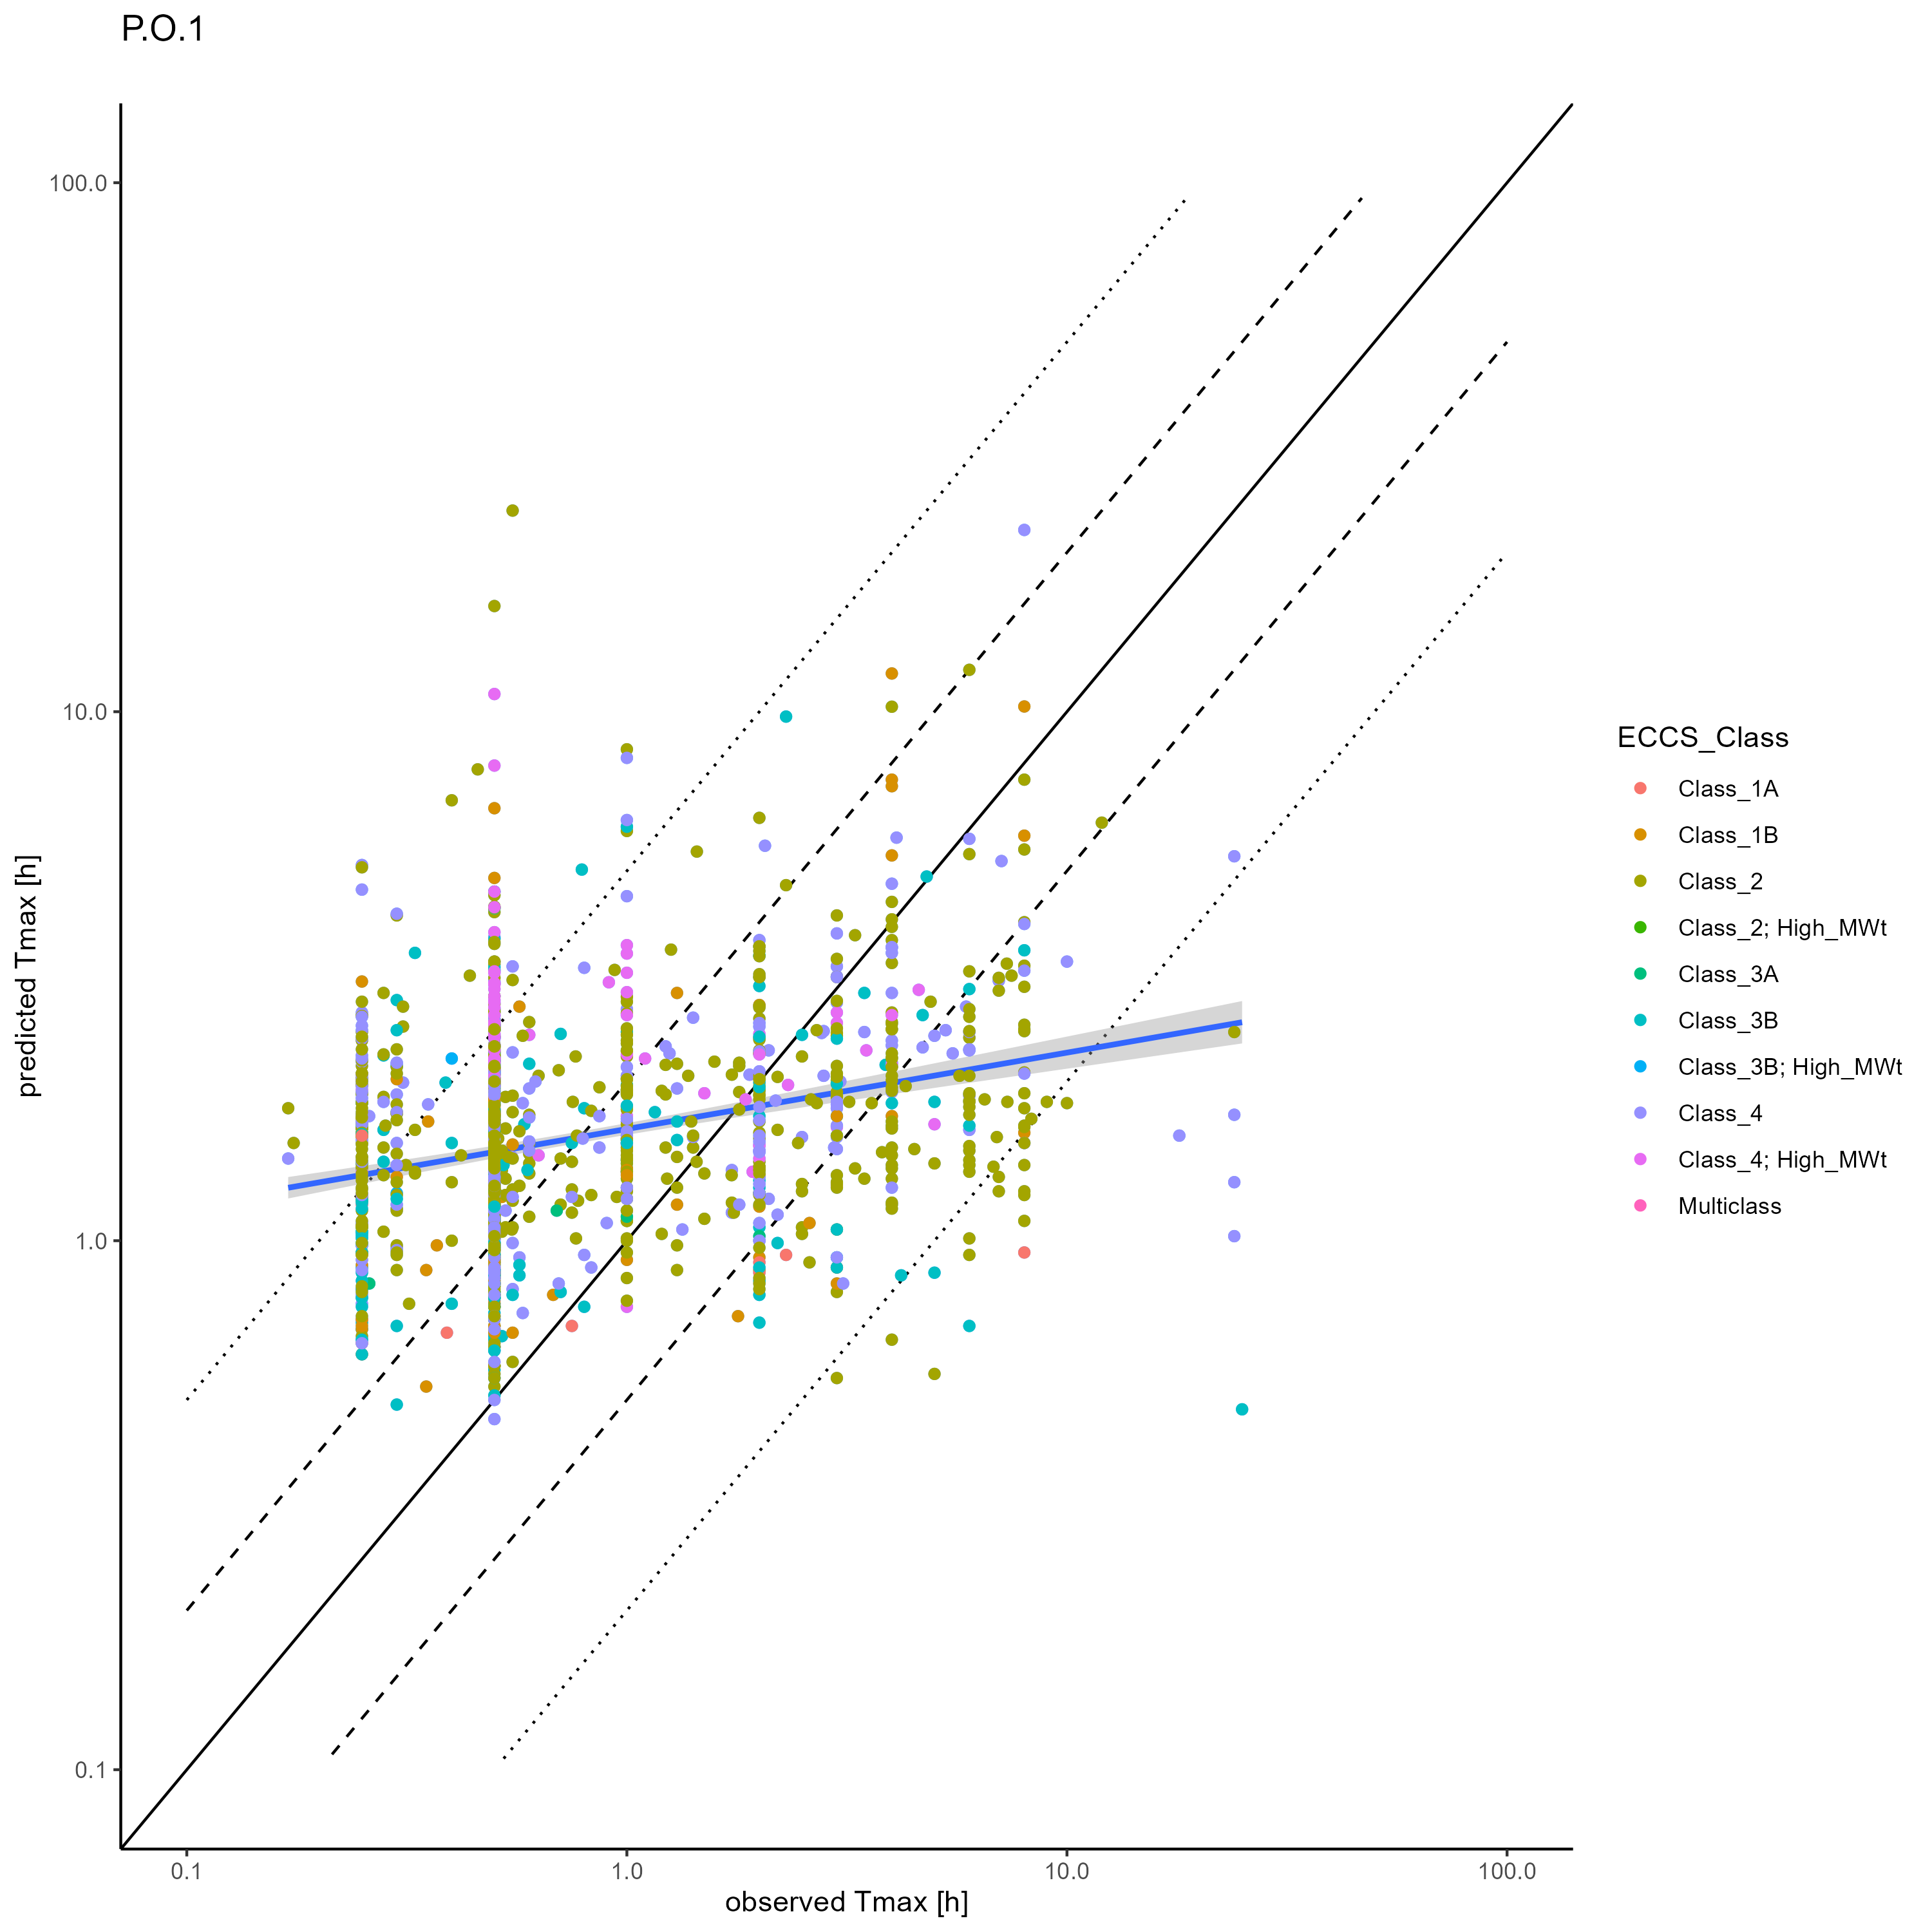 P.O.1
predicted Tmax [h]
100.0
10.0
1.0
0.1
0.1
1.0
10.0
100.0
observed Tmax [h]
ECCS_Class
Class_1A
Class_1B
Class_2
Class_2; High_MWt
Class_3A
Class_3B
Class_3B; High_MWt
Class_4
Class_4; High_MWt
Multiclass